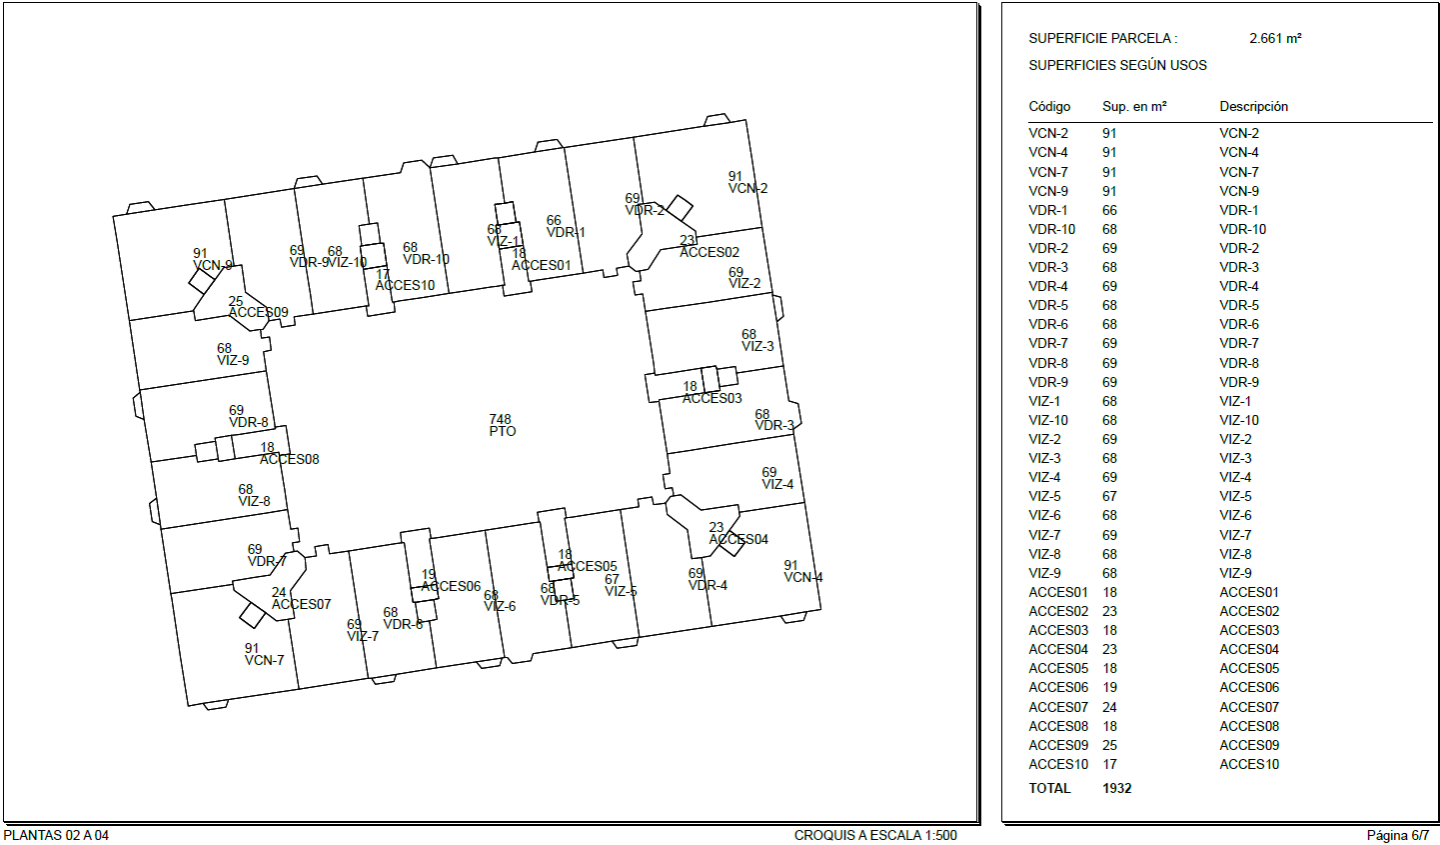 91
VCN-2
69
VDR-2
66
VDR-1
68
VIZ-1
18
ACCES01
23
ACCES02
69
VIZ-2
91
VCN-9
69
VDR-9
68
VIZ-10
68
VDR-10
17
ACCES10
25
ACCES09
68
VIZ-9
68
VIZ-3
18
ACCES03
69
VDR-8
748
PTO
68
VDR-3
18
ACCES08
69
VIZ-4
68
VIZ-8
23
ACCES04
69
VDR-7
18
ACCES05
91
VCN-4
19
ACCES06
67
VIZ-5
69
VDR-4
24
ACCES07
68
VIZ-6
68
VDR-5
68
VDR-6
69
VIZ-7
91
VCN-7
PLANTAS 02 A 04
CROQUIS A ESCALA 1:500
SUPERFICIE PARCELA : 2.661 m²
SUPERFICIES SEGÚN USOS
Código Sup. en m² Descripción
VCN-2 91 VCN-2
VCN-4 91 VCN-4
VCN-7 91 VCN-7
VCN-9 91 VCN-9
VDR-1 66 VDR-1
VDR-10 68 VDR-10
VDR-2 69 VDR-2
VDR-3 68 VDR-3
VDR-4 69 VDR-4
VDR-5 68 VDR-5
VDR-6 68 VDR-6
VDR-7 69 VDR-7
VDR-8 69 VDR-8
VDR-9 69 VDR-9
VIZ-1 68 VIZ-1
VIZ-10 68 VIZ-10
VIZ-2 69 VIZ-2
VIZ-3 68 VIZ-3
VIZ-4 69 VIZ-4
VIZ-5 67 VIZ-5
VIZ-6 68 VIZ-6
VIZ-7 69 VIZ-7
VIZ-8 68 VIZ-8
VIZ-9 68 VIZ-9
ACCES01 18 ACCES01
ACCES02 23 ACCES02
ACCES03 18 ACCES03
ACCES04 23 ACCES04
ACCES05 18 ACCES05
ACCES06 19 ACCES06
ACCES07 24 ACCES07
ACCES08 18 ACCES08
ACCES09 25 ACCES09
ACCES10 17 ACCES10
TOTAL 1932
Página 6/7